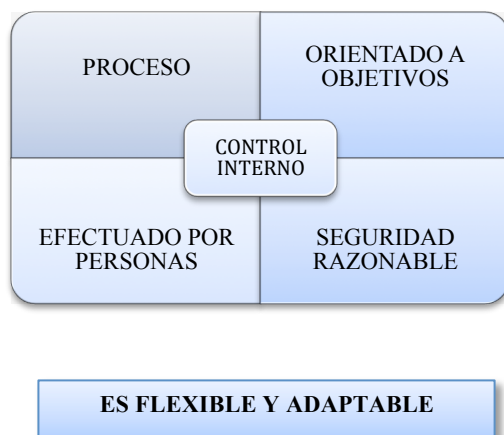 PROCESO
ORIENTADO A
OBJETIVOS
CONTROL
INTERNO
EFECTUADO POR
PERSONAS
SEGURIDAD
RAZONABLE
ES FLEXIBLE Y ADAPTABLE